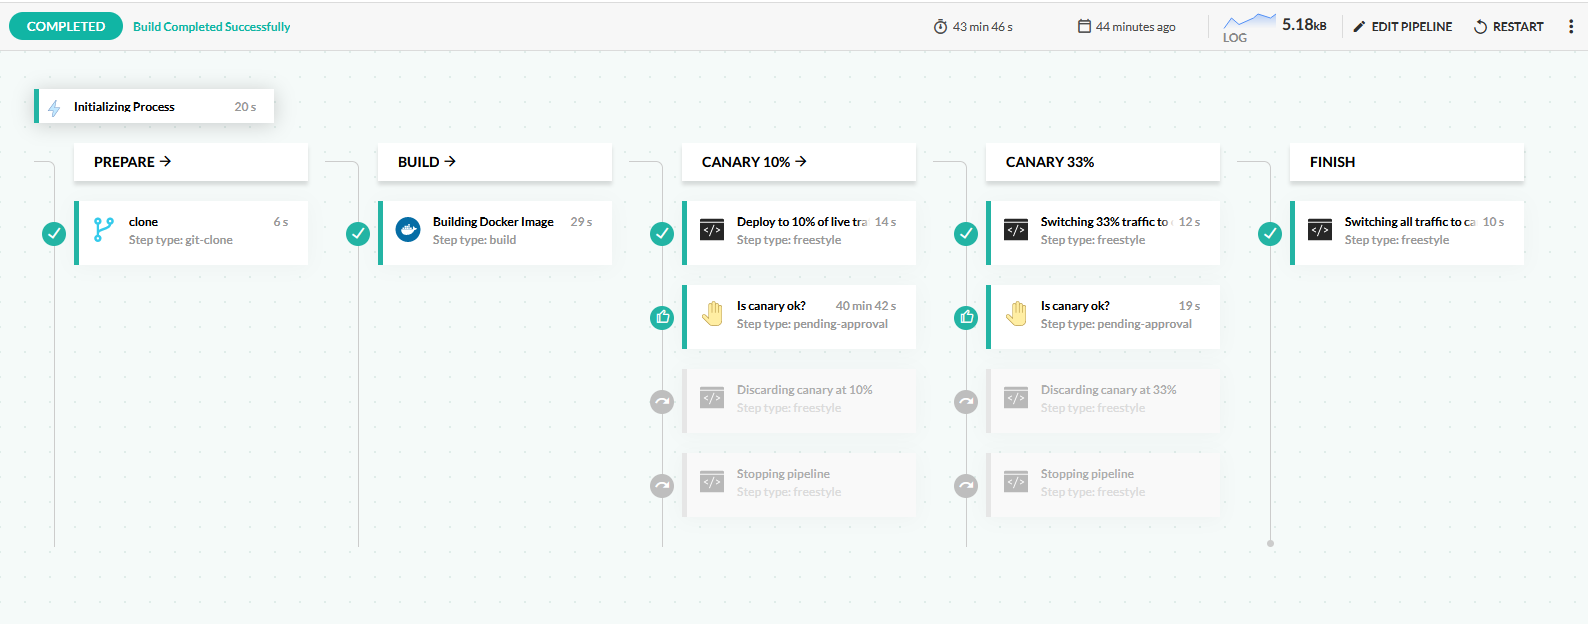 COMPLETED Build Completed Successfully 43 min 46 s 44 minutes ago LOG 5.18kB EDIT PIPELINE RESTART
Initializing Process 20 s
PREPARE → BUILD → CANARY 10% → CANARY 33% FINISH
clone 6 s
Step type: git-clone
Building Docker Image 29 s
Step type: build
Deploy to 10% of live tra 14 s
Step type: freestyle
Switching 33% traffic to 12 s
Step type: freestyle
Switching all traffic to ca 10 s
Step type: freestyle
Is canary ok? 40 min 42 s
Step type: pending-approval
Is canary ok? 19 s
Step type: pending-approval
Discarding canary at 10%
Step type: freestyle
Discarding canary at 33%
Step type: freestyle
Stopping pipeline
Step type: freestyle
Stopping pipeline
Step type: freestyle